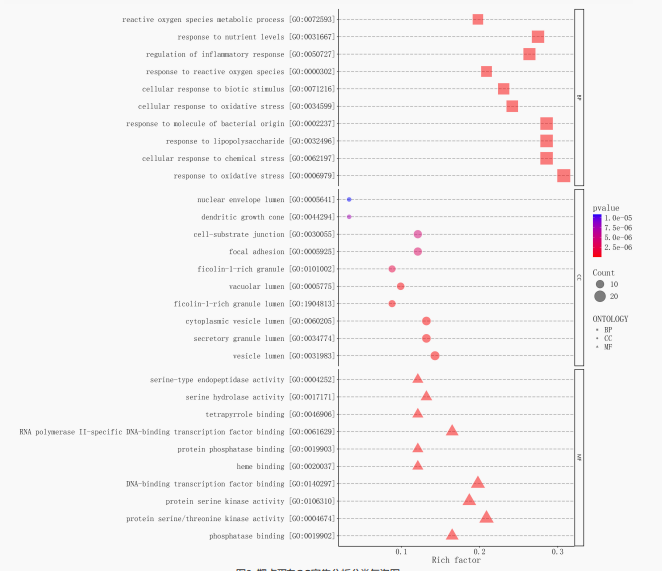 reactive oxygen species metabolic process [GO:0072593]
response to nutrient levels [GO:0031667]
regulation of inflammatory response [GO:0050727]
response to reactive oxygen species [GO:0000302]
cellular response to biotic stimulus [GO:0071216]
cellular response to oxidative stress [GO:0034599]
response to molecule of bacterial origin [GO:0002237]
response to lipopolysaccharide [GO:0032496]
cellular response to chemical stress [GO:0062197]
response to oxidative stress [GO:0006979]
BP
nuclear envelope lumen [GO:0005641]
dendritic growth cone [GO:0044294]
cell-substrate junction [GO:0030055]
focal adhesion [GO:0005925]
ficolin-1-rich granule [GO:0101002]
vacuolar lumen [GO:0005775]
ficolin-1-rich granule lumen [GO:1904813]
cytoplasmic vesicle lumen [GO:0060205]
secretory granule lumen [GO:0034774]
vesicle lumen [GO:0031983]
CC
serine-type endopeptidase activity [GO:0004252]
serine hydrolase activity [GO:0017171]
tetrapyrrole binding [GO:0046906]
RNA polymerase II-specific DNA-binding transcription factor binding [GO:0061629]
protein phosphatase binding [GO:0019903]
heme binding [GO:0020037]
DNA-binding transcription factor binding [GO:0140297]
protein serine kinase activity [GO:0106310]
protein serine/threonine kinase activity [GO:0004674]
phosphatase binding [GO:0019902]
MF
0.1 0.2 0.3
Rich factor
pvalue
1.0e-05
7.5e-06
5.0e-06
2.5e-06
Count
10
20
ONTOLOGY
BP
CC
MF